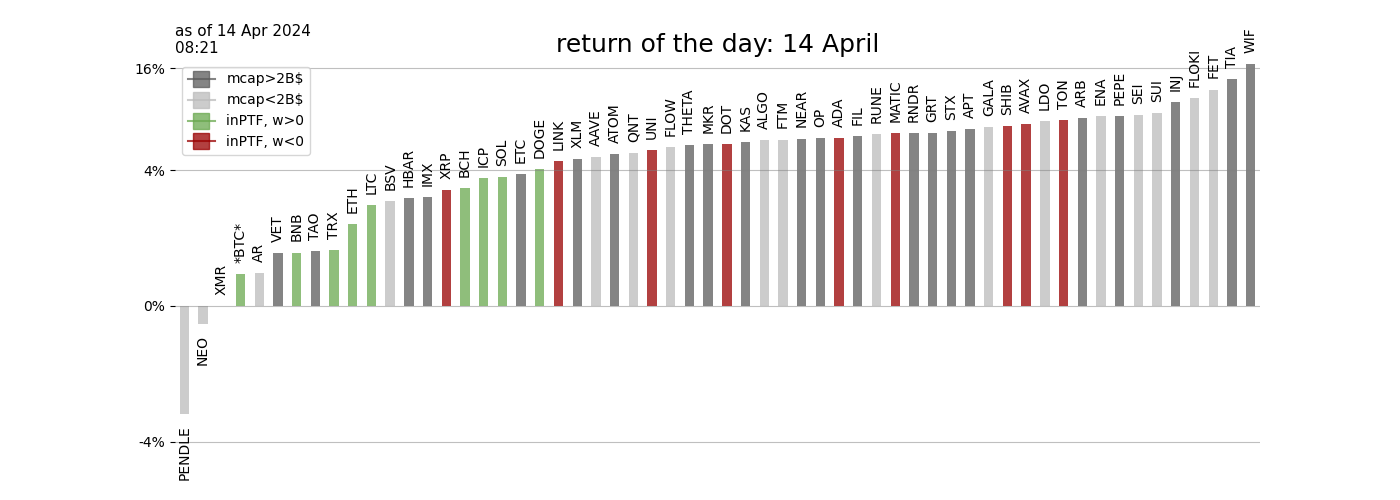 as of 14 Apr 2024
08:21
return of the day: 14 April
mcap>2B$
mcap<2B$
inPTF, w>0
inPTF, w<0
16%
4%
0%
-4%
PENDLE
NEO
XMR
*BTC*
AR
VET
BNB
TAO
TRX
ETH
LTC
BSV
HBAR
IMX
XRP
BCH
ICP
SOL
ETC
DOGE
LINK
XLM
AAVE
ATOM
QNT
UNI
FLOW
THETA
MKR
DOT
KAS
ALGO
FTM
NEAR
OP
ADA
FIL
RUNE
MATIC
RNDR
GRT
STX
APT
GALA
SHIB
AVAX
LDO
TON
ARB
ENA
PEPE
SEI
SUI
INJ
FLOKI
FET
TIA
WIF